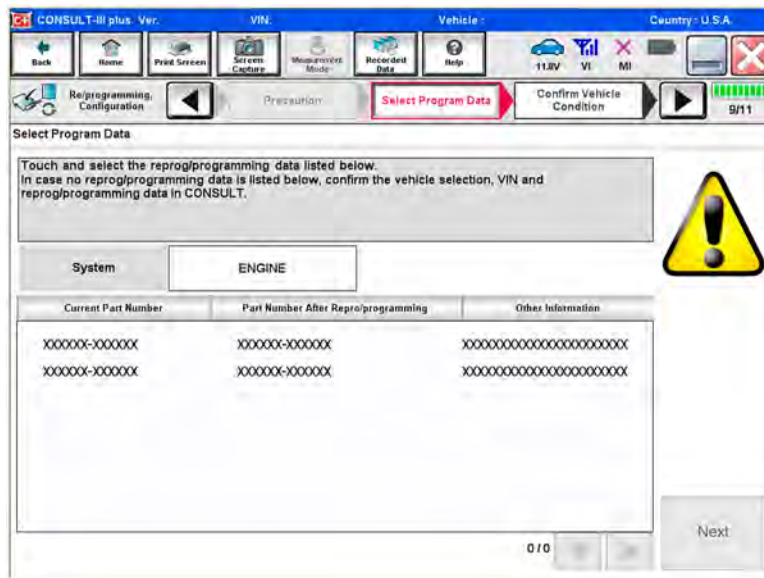 C+ CONSULT-III plus Ver. VIN: Vehicle : Country : U.S.A.
Back Home Print Screen Screen Capture Measurement Mode Recorded Data Help 11.8V VI MI
Re/programming, Configuration Precaution Select Program Data Confirm Vehicle Condition 9/11
Select Program Data
Touch and select the reprog/programming data listed below.
In case no reprog/programming data is listed below, confirm the vehicle selection, VIN and
reprog/programming data in CONSULT.
System ENGINE
Current Part Number Part Number After Repro/programming Other Information
XXXXXX-XXXXXX XXXXXX-XXXXXX XXXXXXXXXXXXXXXXXXXXXXXX
XXXXXX-XXXXXX XXXXXX-XXXXXX XXXXXXXXXXXXXXXXXXXXXXXX
Next
0/0